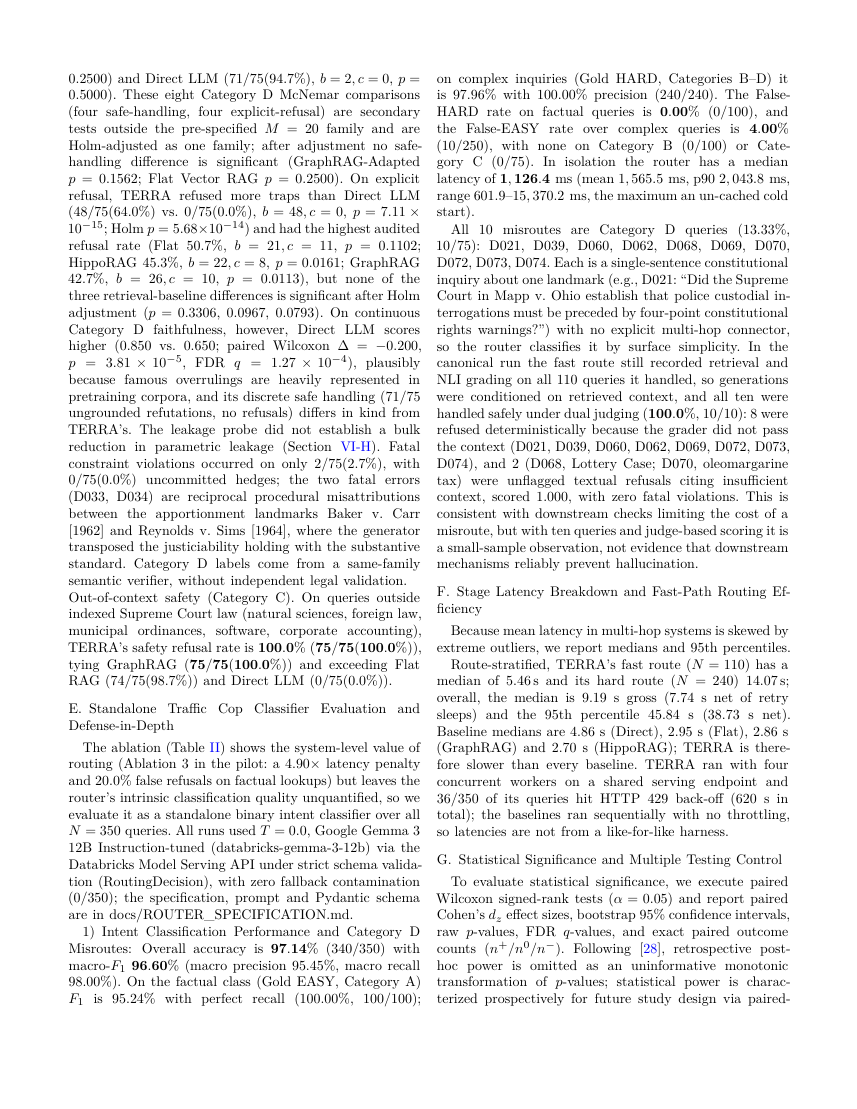 0.2500) and Direct LLM (71/75(94.7%), b = 2, c = 0, p =
0.5000). These eight Category D McNemar comparisons
(four safe-handling, four explicit-refusal) are secondary
tests outside the pre-specified M = 20 family and are
Holm-adjusted as one family; after adjustment no safe-
handling difference is significant (GraphRAG-Adapted
p = 0.1562; Flat Vector RAG p = 0.2500). On explicit
refusal, TERRA refused more traps than Direct LLM
(48/75(64.0%) vs. 0/75(0.0%), b = 48, c = 0, p = 7.11 ×
10⁻¹⁵; Holm p = 5.68×10⁻¹⁴) and had the highest audited
refusal rate (Flat 50.7%, b = 21, c = 11, p = 0.1102;
HippoRAG 45.3%, b = 22, c = 8, p = 0.0161; GraphRAG
42.7%, b = 26, c = 10, p = 0.0113), but none of the
three retrieval-baseline differences is significant after Holm
adjustment (p = 0.3306, 0.0967, 0.0793). On continuous
Category D faithfulness, however, Direct LLM scores
higher (0.850 vs. 0.650; paired Wilcoxon Δ = −0.200,
p = 3.81 × 10⁻⁵, FDR q = 1.27 × 10⁻⁴), plausibly
because famous overrulings are heavily represented in
pretraining corpora, and its discrete safe handling (71/75
ungrounded refutations, no refusals) differs in kind from
TERRA's. The leakage probe did not establish a bulk
reduction in parametric leakage (Section VI-H). Fatal
constraint violations occurred on only 2/75(2.7%), with
0/75(0.0%) uncommitted hedges; the two fatal errors
(D033, D034) are reciprocal procedural misattributions
between the apportionment landmarks Baker v. Carr
[1962] and Reynolds v. Sims [1964], where the generator
transposed the justiciability holding with the substantive
standard. Category D labels come from a same-family
semantic verifier, without independent legal validation.
Out-of-context safety (Category C). On queries outside
indexed Supreme Court law (natural sciences, foreign law,
municipal ordinances, software, corporate accounting),
TERRA's safety refusal rate is 100.0% (75/75(100.0%)),
tying GraphRAG (75/75(100.0%)) and exceeding Flat
RAG (74/75(98.7%)) and Direct LLM (0/75(0.0%)).
E. Standalone Traffic Cop Classifier Evaluation and
Defense-in-Depth
The ablation (Table II) shows the system-level value of
routing (Ablation 3 in the pilot: a 4.90× latency penalty
and 20.0% false refusals on factual lookups) but leaves the
router's intrinsic classification quality unquantified, so we
evaluate it as a standalone binary intent classifier over all
N = 350 queries. All runs used T = 0.0, Google Gemma 3
12B Instruction-tuned (databricks-gemma-3-12b) via the
Databricks Model Serving API under strict schema valida-
tion (RoutingDecision), with zero fallback contamination
(0/350); the specification, prompt and Pydantic schema
are in docs/ROUTER_SPECIFICATION.md.
1) Intent Classification Performance and Category D
Misroutes: Overall accuracy is 97.14% (340/350) with
macro-F₁ 96.60% (macro precision 95.45%, macro recall
98.00%). On the factual class (Gold EASY, Category A)
F₁ is 95.24% with perfect recall (100.00%, 100/100);
on complex inquiries (Gold HARD, Categories B–D) it
is 97.96% with 100.00% precision (240/240). The False-
HARD rate on factual queries is 0.00% (0/100), and
the False-EASY rate over complex queries is 4.00%
(10/250), with none on Category B (0/100) or Cate-
gory C (0/75). In isolation the router has a median
latency of 1,126.4 ms (mean 1,565.5 ms, p90 2,043.8 ms,
range 601.9–15,370.2 ms, the maximum an un-cached cold
start).
All 10 misroutes are Category D queries (13.33%,
10/75): D021, D039, D060, D062, D068, D069, D070,
D072, D073, D074. Each is a single-sentence constitutional
inquiry about one landmark (e.g., D021: “Did the Supreme
Court in Mapp v. Ohio establish that police custodial in-
terrogations must be preceded by four-point constitutional
rights warnings?”) with no explicit multi-hop connector,
so the router classifies it by surface simplicity. In the
canonical run the fast route still recorded retrieval and
NLI grading on all 110 queries it handled, so generations
were conditioned on retrieved context, and all ten were
handled safely under dual judging (100.0%, 10/10): 8 were
refused deterministically because the grader did not pass
the context (D021, D039, D060, D062, D069, D072, D073,
D074), and 2 (D068, Lottery Case; D070, oleomargarine
tax) were unflagged textual refusals citing insufficient
context, scored 1.000, with zero fatal violations. This is
consistent with downstream checks limiting the cost of a
misroute, but with ten queries and judge-based scoring it is
a small-sample observation, not evidence that downstream
mechanisms reliably prevent hallucination.
F. Stage Latency Breakdown and Fast-Path Routing Ef-
ficiency
Because mean latency in multi-hop systems is skewed by
extreme outliers, we report medians and 95th percentiles.
Route-stratified, TERRA's fast route (N = 110) has a
median of 5.46 s and its hard route (N = 240) 14.07 s;
overall, the median is 9.19 s gross (7.74 s net of retry
sleeps) and the 95th percentile 45.84 s (38.73 s net).
Baseline medians are 4.86 s (Direct), 2.95 s (Flat), 2.86 s
(GraphRAG) and 2.70 s (HippoRAG); TERRA is there-
fore slower than every baseline. TERRA ran with four
concurrent workers on a shared serving endpoint and
36/350 of its queries hit HTTP 429 back-off (620 s in
total); the baselines ran sequentially with no throttling,
so latencies are not from a like-for-like harness.
G. Statistical Significance and Multiple Testing Control
To evaluate statistical significance, we execute paired
Wilcoxon signed-rank tests (α = 0.05) and report paired
Cohen's d_z effect sizes, bootstrap 95% confidence intervals,
raw p-values, FDR q-values, and exact paired outcome
counts (n⁺/n⁰/n⁻). Following [28], retrospective post-
hoc power is omitted as an uninformative monotonic
transformation of p-values; statistical power is charac-
terized prospectively for future study design via paired-